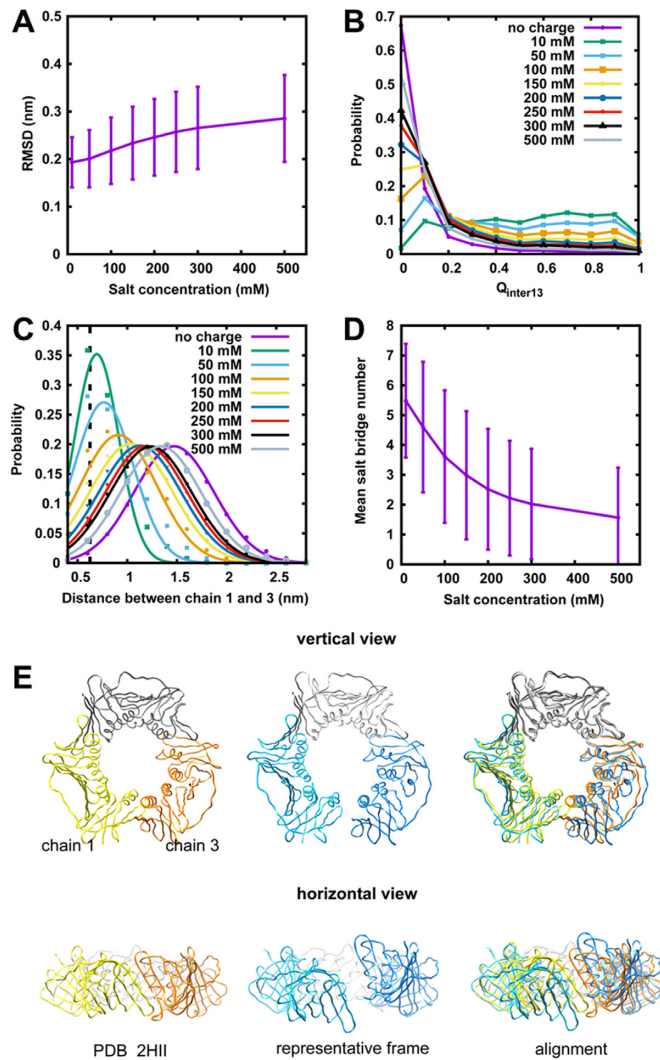 A
RMSD (nm)
0.5
0.4
0.3
0.2
0.1
0
0 100 200 300 400 500
Salt concentration (mM)
B
Probability
0.7
0.6
0.5
0.4
0.3
0.2
0.1
0
0 0.2 0.4 0.6 0.8 1
Qinter13
no charge
10 mM
50 mM
100 mM
150 mM
200 mM
250 mM
300 mM
500 mM
C
Probability
0.4
0.35
0.3
0.25
0.2
0.15
0.1
0.05
0
0.5 1 1.5 2 2.5
Distance between chain 1 and 3 (nm)
no charge
10 mM
50 mM
100 mM
150 mM
200 mM
250 mM
300 mM
500 mM
D
Mean salt bridge number
8
7
6
5
4
3
2
1
0
0 100 200 300 400 500
Salt concentration (mM)
vertical view
E
chain 1 chain 3
horizontal view
PDB 2HII representative frame alignment